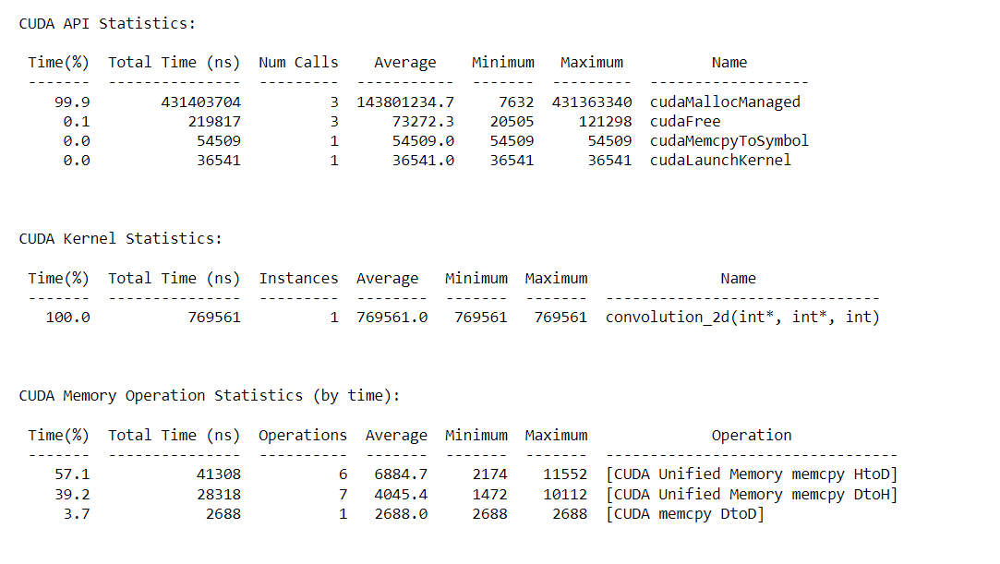 CUDA API Statistics:
Time(%)  Total Time (ns)  Num Calls    Average    Minimum   Maximum          Name
-------  ---------------  ---------  -----------  -------  ---------  ------------------
99.9        431403704          3  143801234.7     7632  431363340  cudaMallocManaged
0.1           219817          3      73272.3    20505     121298  cudaFree
0.0            54509          1      54509.0    54509      54509  cudaMemcpyToSymbol
0.0            36541          1      36541.0    36541      36541  cudaLaunchKernel
CUDA Kernel Statistics:
Time(%)  Total Time (ns)  Instances  Average   Minimum  Maximum               Name
-------  ---------------  ---------  --------  -------  -------  -------------------------------
100.0           769561          1  769561.0   769561   769561  convolution_2d(int*, int*, int)
CUDA Memory Operation Statistics (by time):
Time(%)  Total Time (ns)  Operations  Average  Minimum  Maximum              Operation
-------  ---------------  ----------  -------  -------  -------  ---------------------------------
57.1            41308           6   6884.7     2174    11552  [CUDA Unified Memory memcpy HtoD]
39.2            28318           7   4045.4     1472    10112  [CUDA Unified Memory memcpy DtoH]
3.7             2688           1   2688.0     2688     2688  [CUDA memcpy DtoD]